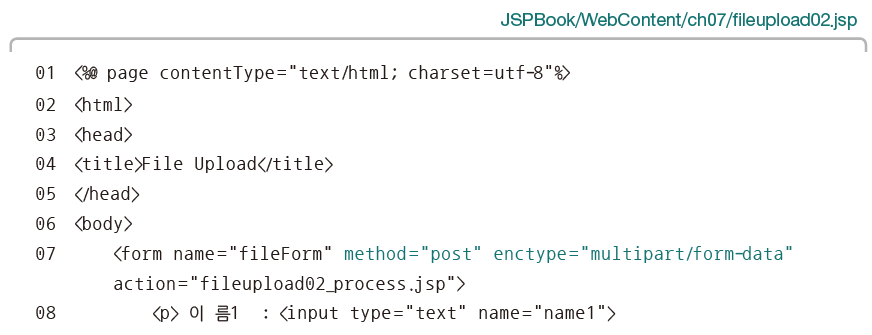 JSPBook/WebContent/ch07/fileupload02.jsp
01 <%@ page contentType="text/html; charset=utf-8"%>
02 <html>
03 <head>
04 <title>File Upload</title>
05 </head>
06 <body>
07 <form name="fileForm" method="post" enctype="multipart/form-data"
action="fileupload02_process.jsp">
08 <p> 이 름1 : <input type="text" name="name1">